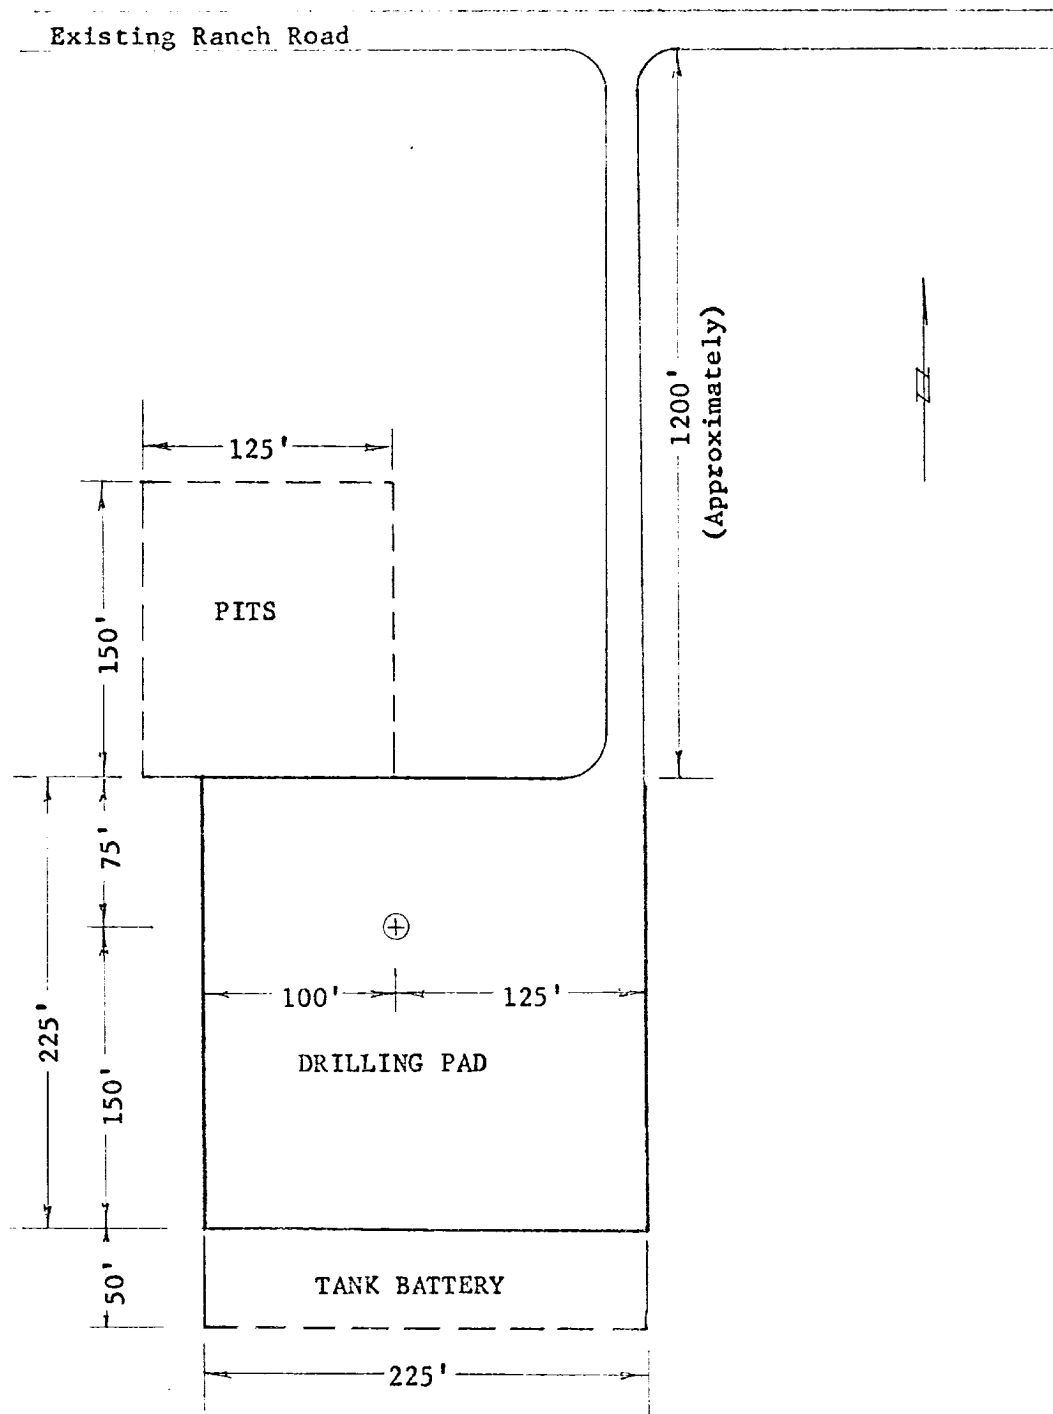 Existing Ranch Road
1200'
(Approximately)
N
125'
PITS
150'
75'
100'
125'
225'
DRILLING PAD
150'
TANK BATTERY
50'
225'